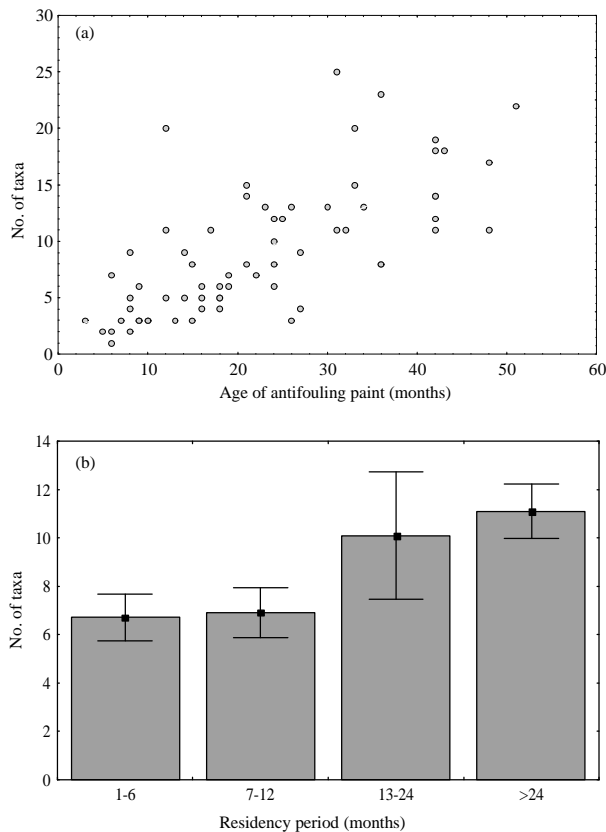 (a)
30
25
20
15
10
5
0
No. of taxa
0 10 20 30 40 50 60
Age of antifouling paint (months)
(b)
14
12
10
8
6
4
2
0
No. of taxa
1-6 7-12 13-24 >24
Residency period (months)